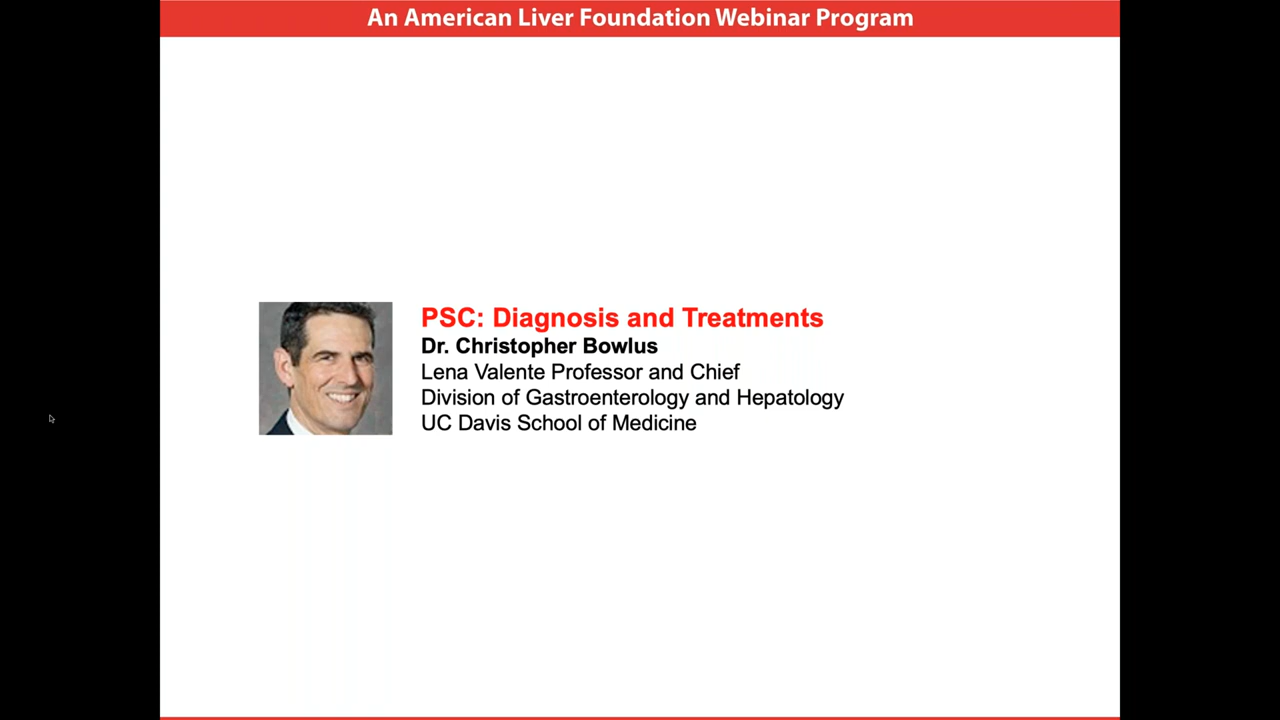 An American Liver Foundation Webinar Program
PSC: Diagnosis and Treatments
Dr. Christopher Bowlus
Lena Valente Professor and Chief
Division of Gastroenterology and Hepatology
UC Davis School of Medicine